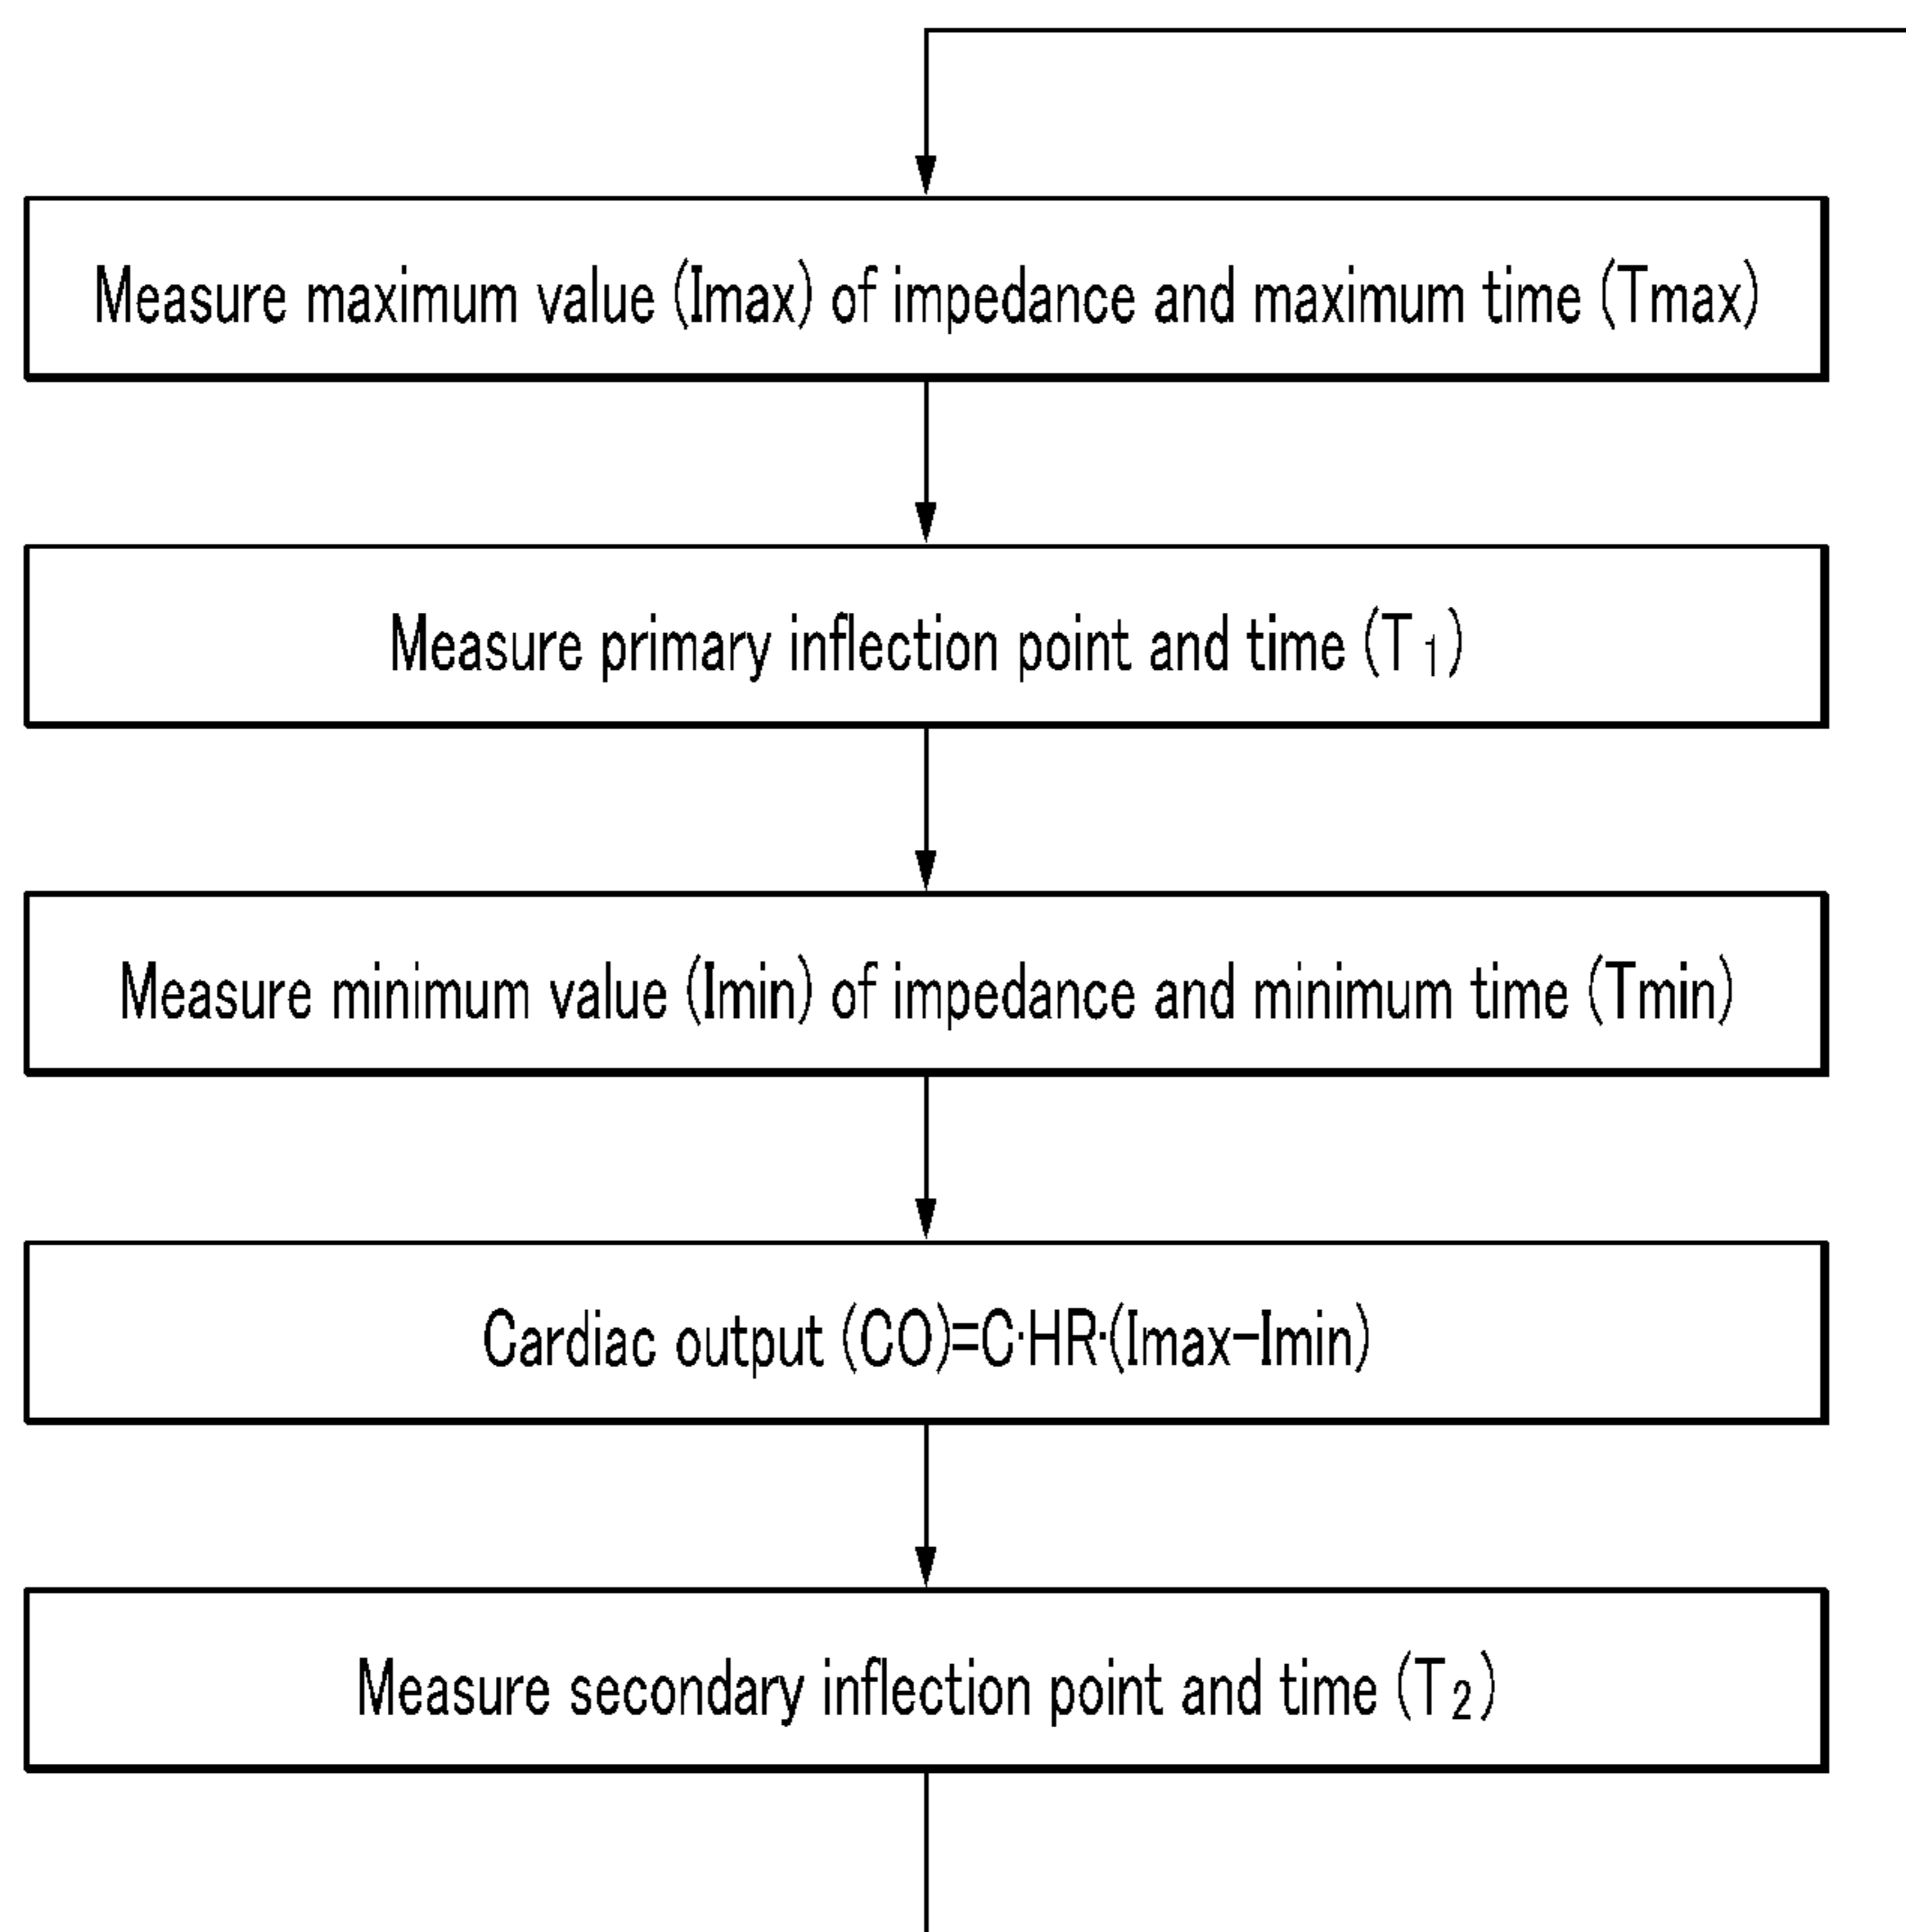 Measure maximum value (Imax) of impedance and maximum time (Tmax)
Measure primary inflection point and time (T₁)
Measure minimum value (Imin) of impedance and minimum time (Tmin)
Cardiac output (CO)=C·HR·(Imax-Imin)
Measure secondary inflection point and time (T₂)